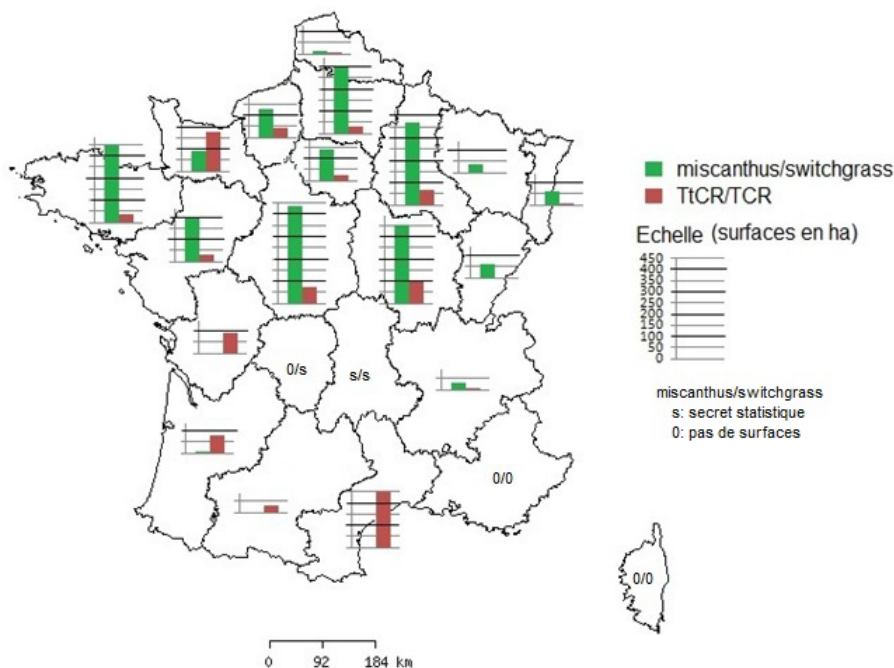 miscanthus/switchgrass
TtCR/TCR
Echelle (surfaces en ha)
450
400
350
300
250
200
150
100
50
0
miscanthus/switchgrass
s: secret statistique
0: pas de surfaces
0/s
s/s
0/0
0/0
0 92 184 km